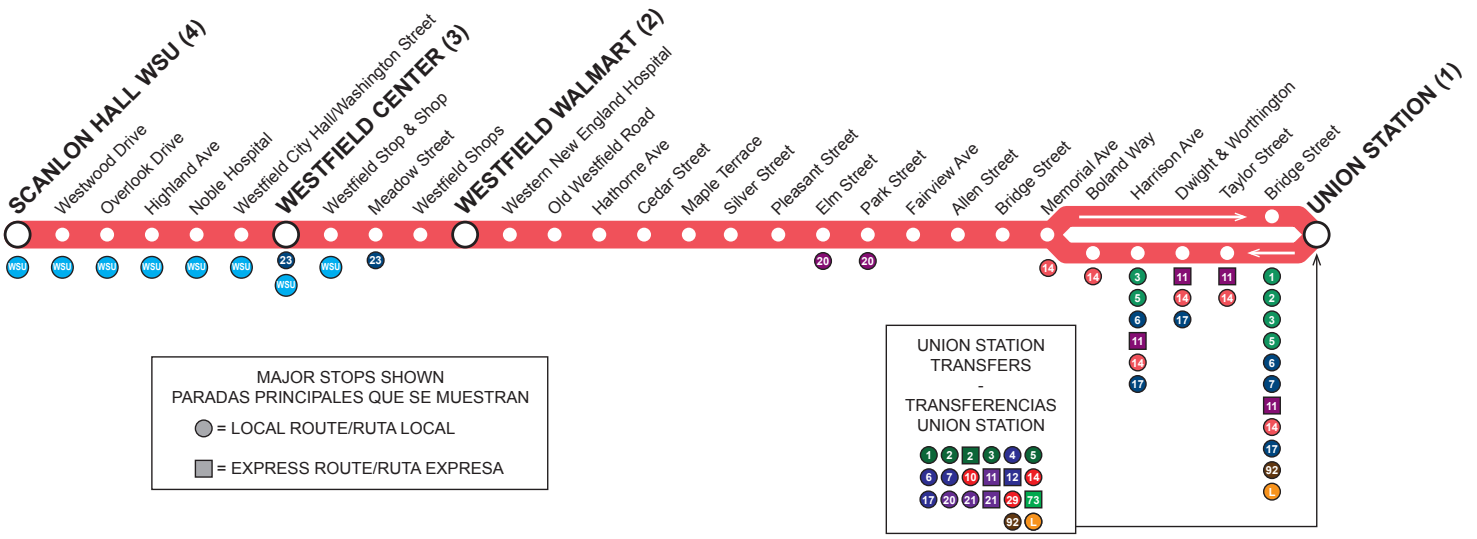 SCANLON HALL WSU (4)
Westwood Drive
Overlook Drive
Highland Ave
Noble Hospital
Westfield City Hall/Washington Street
WESTFIELD CENTER (3)
Westfield Stop & Shop
Meadow Street
Westfield Shops
WESTFIELD WALMART (2)
Western New England Hospital
Old Westfield Road
Hathorne Ave
Cedar Street
Maple Terrace
Silver Street
Pleasant Street
Elm Street
Park Street
Fairview Ave
Allen Street
Bridge Street
Memorial Ave
Boland Way
Harrison Ave
Dwight & Worthington
Taylor Street
Bridge Street
UNION STATION (1)
WSU
WSU
WSU
WSU
WSU
WSU
23
WSU
WSU
23
20
20
14
14
3
5
6
11
14
17
11
14
17
11
14
1
2
3
5
6
7
11
14
17
92
L
MAJOR STOPS SHOWN
PARADAS PRINCIPALES QUE SE MUESTRAN
= LOCAL ROUTE/RUTA LOCAL
= EXPRESS ROUTE/RUTA EXPRESA
UNION STATION
TRANSFERS
-
TRANSFERENCIAS
UNION STATION
1 2 2 3 4 5
6 7 10 11 12 14
17 20 21 21 29 73
92 L